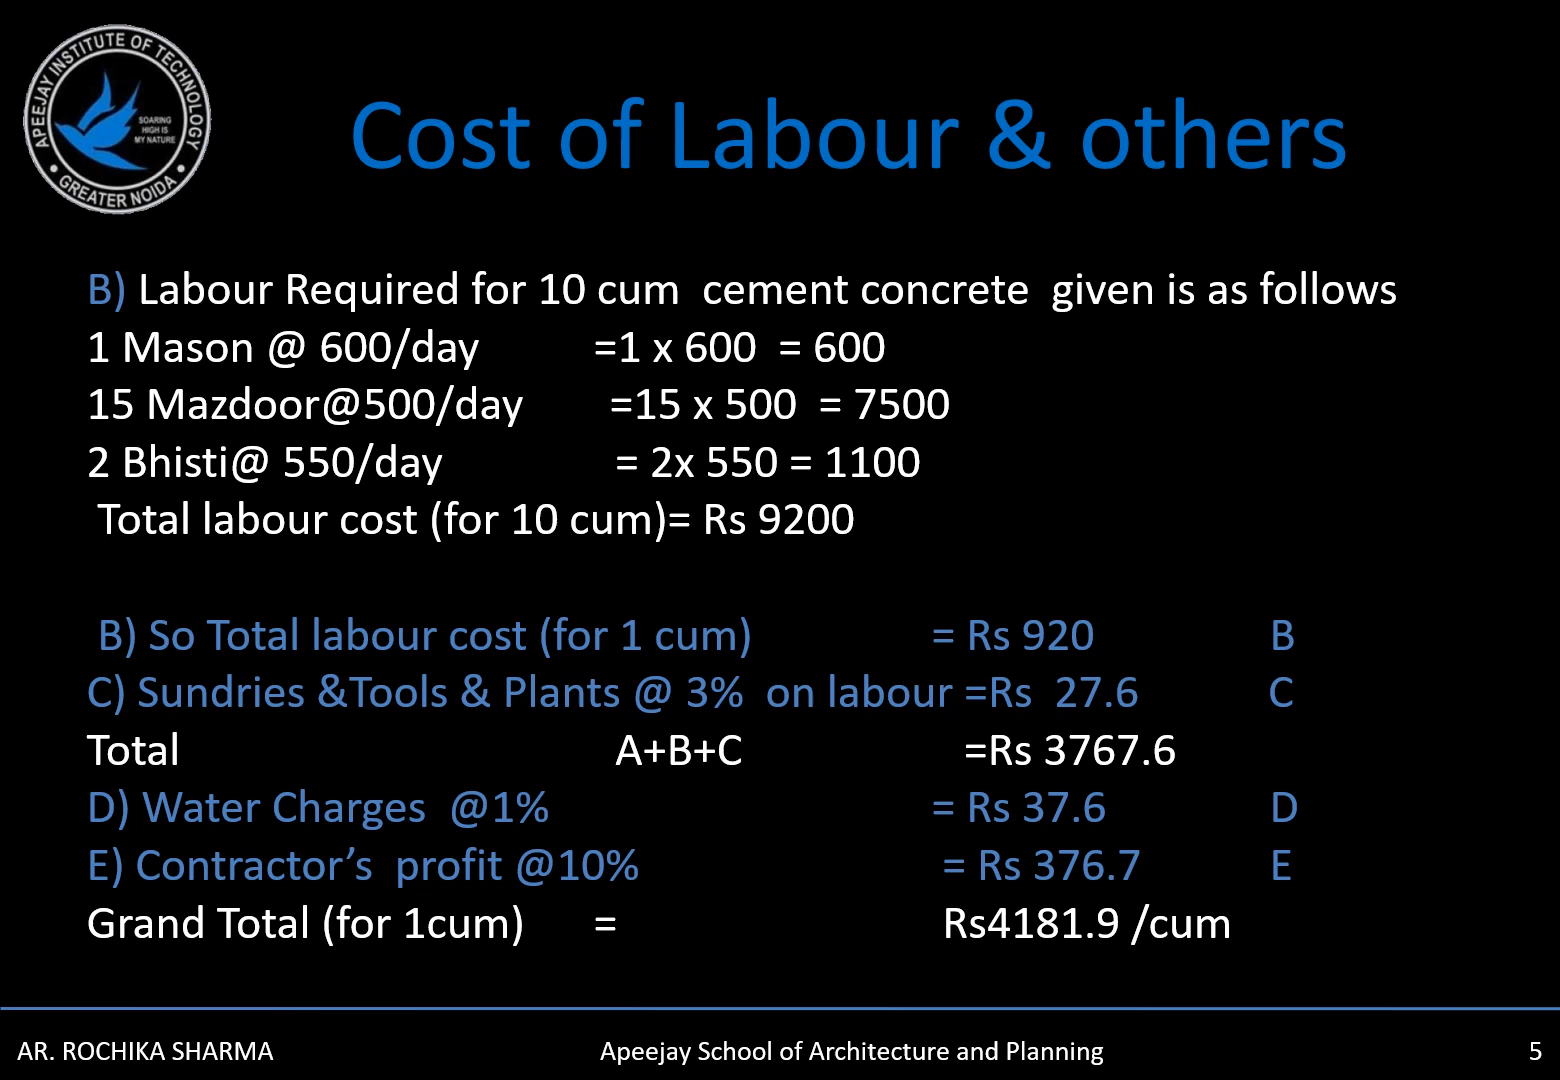 APEEJAY INSTITUTE OF TECHNOLOGY
SOARING
HIGH IS
MY NATURE
• GREATER NOIDA •
Cost of Labour & others
B) Labour Required for 10 cum cement concrete given is as follows
1 Mason @ 600/day =1 x 600 = 600
15 Mazdoor@500/day =15 x 500 = 7500
2 Bhisti@ 550/day = 2x 550 = 1100
Total labour cost (for 10 cum)= Rs 9200
B) So Total labour cost (for 1 cum) = Rs 920 B
C) Sundries &Tools & Plants @ 3% on labour =Rs 27.6 C
Total A+B+C =Rs 3767.6
D) Water Charges @1% = Rs 37.6 D
E) Contractor’s profit @10% = Rs 376.7 E
Grand Total (for 1cum) = Rs4181.9 /cum
AR. ROCHIKA SHARMA Apeejay School of Architecture and Planning 5